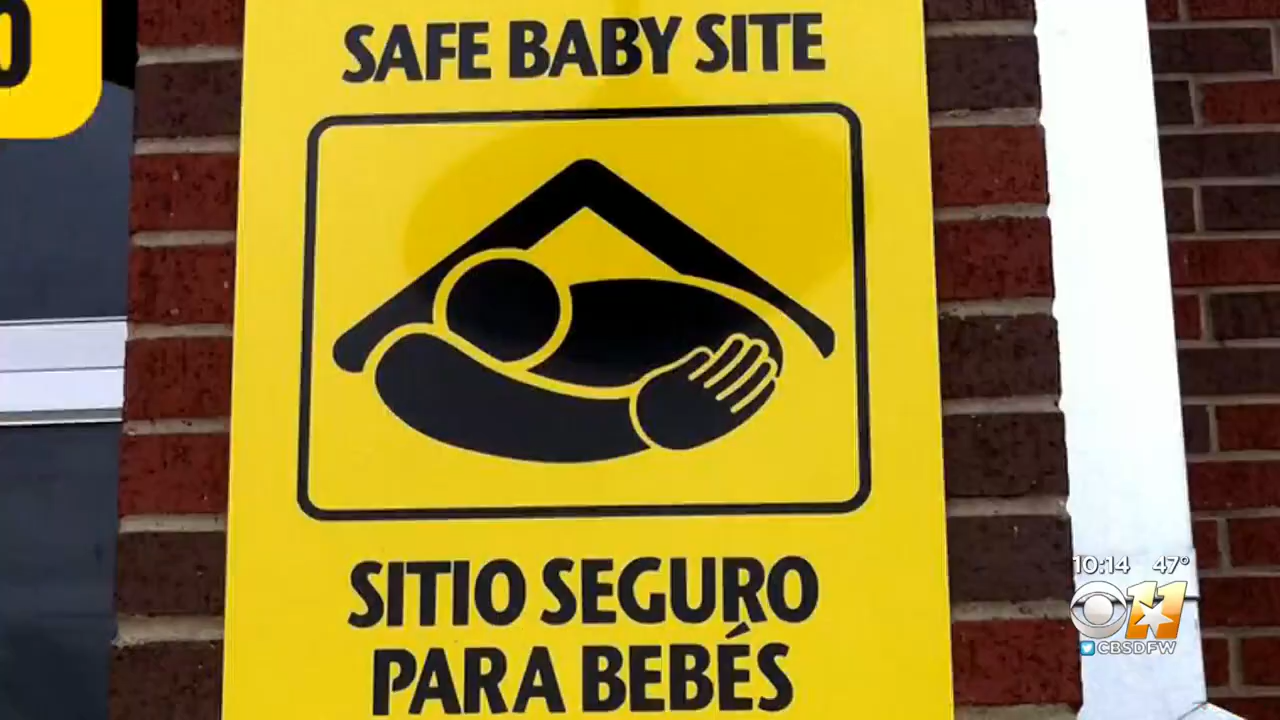 SAFE BABY SITE
SITIO SEGURO
PARA BEBÉS
10:14 47°
11
CBSDFW